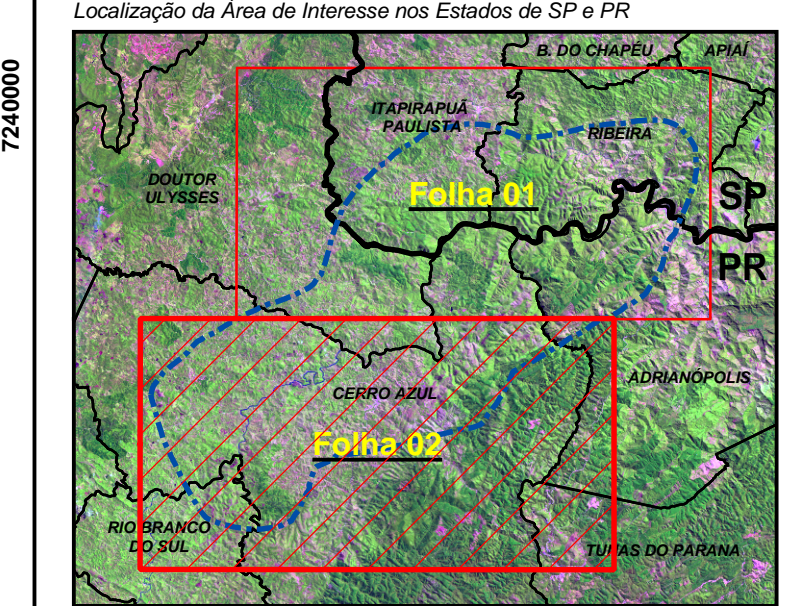 Localização da Área de Interesse nos Estados de SP e PR
7240000
B. DO CHAPÉU
APIAÍ
ITAPIRAPUÃ
PAULISTA
RIBEIRA
DOUTOR
ULYSSES
Folha 01
SP
PR
ADRIANÓPOLIS
CERRO AZUL
Folha 02
RIO BRANCO
DO SUL
TUNAS DO PARANA